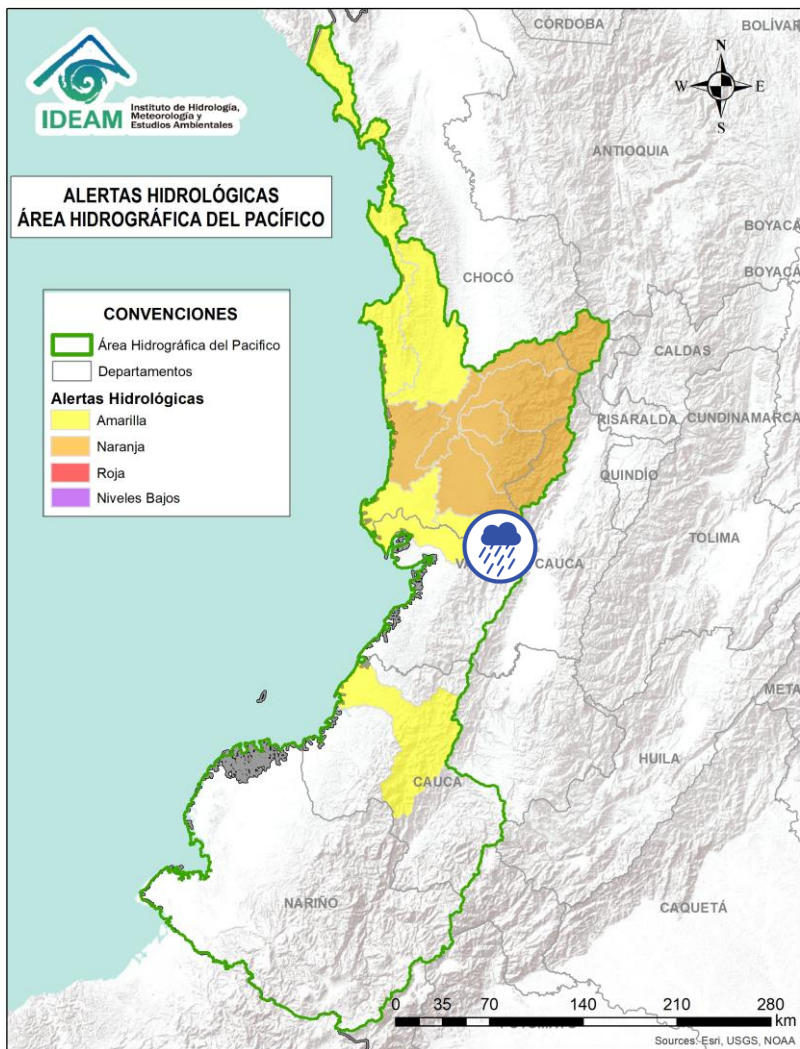 IDEAM
Instituto de Hidrología,
Meteorología y
Estudios Ambientales
ALERTAS HIDROLÓGICAS
ÁREA HIDROGRÁFICA DEL PACÍFICO
CONVENCIONES
Área Hidrográfica del Pacifico
Departamentos
Alertas Hidrológicas
Amarilla
Naranja
Roja
Niveles Bajos
N
W
E
S
CÓRDOBA
BOLÍVAR
ANTIOQUIA
BOYACÁ
BOYACÁ
CHOCÓ
CALDAS
RISARALDA
CUNDINAMARCA
QUINDÍO
TOLIMA
CAUCA
META
HUILA
CAUCA
NARIÑO
CAQUETÁ
0 35 70 140 210 280
km
Sources: Esri, USGS, NOAA